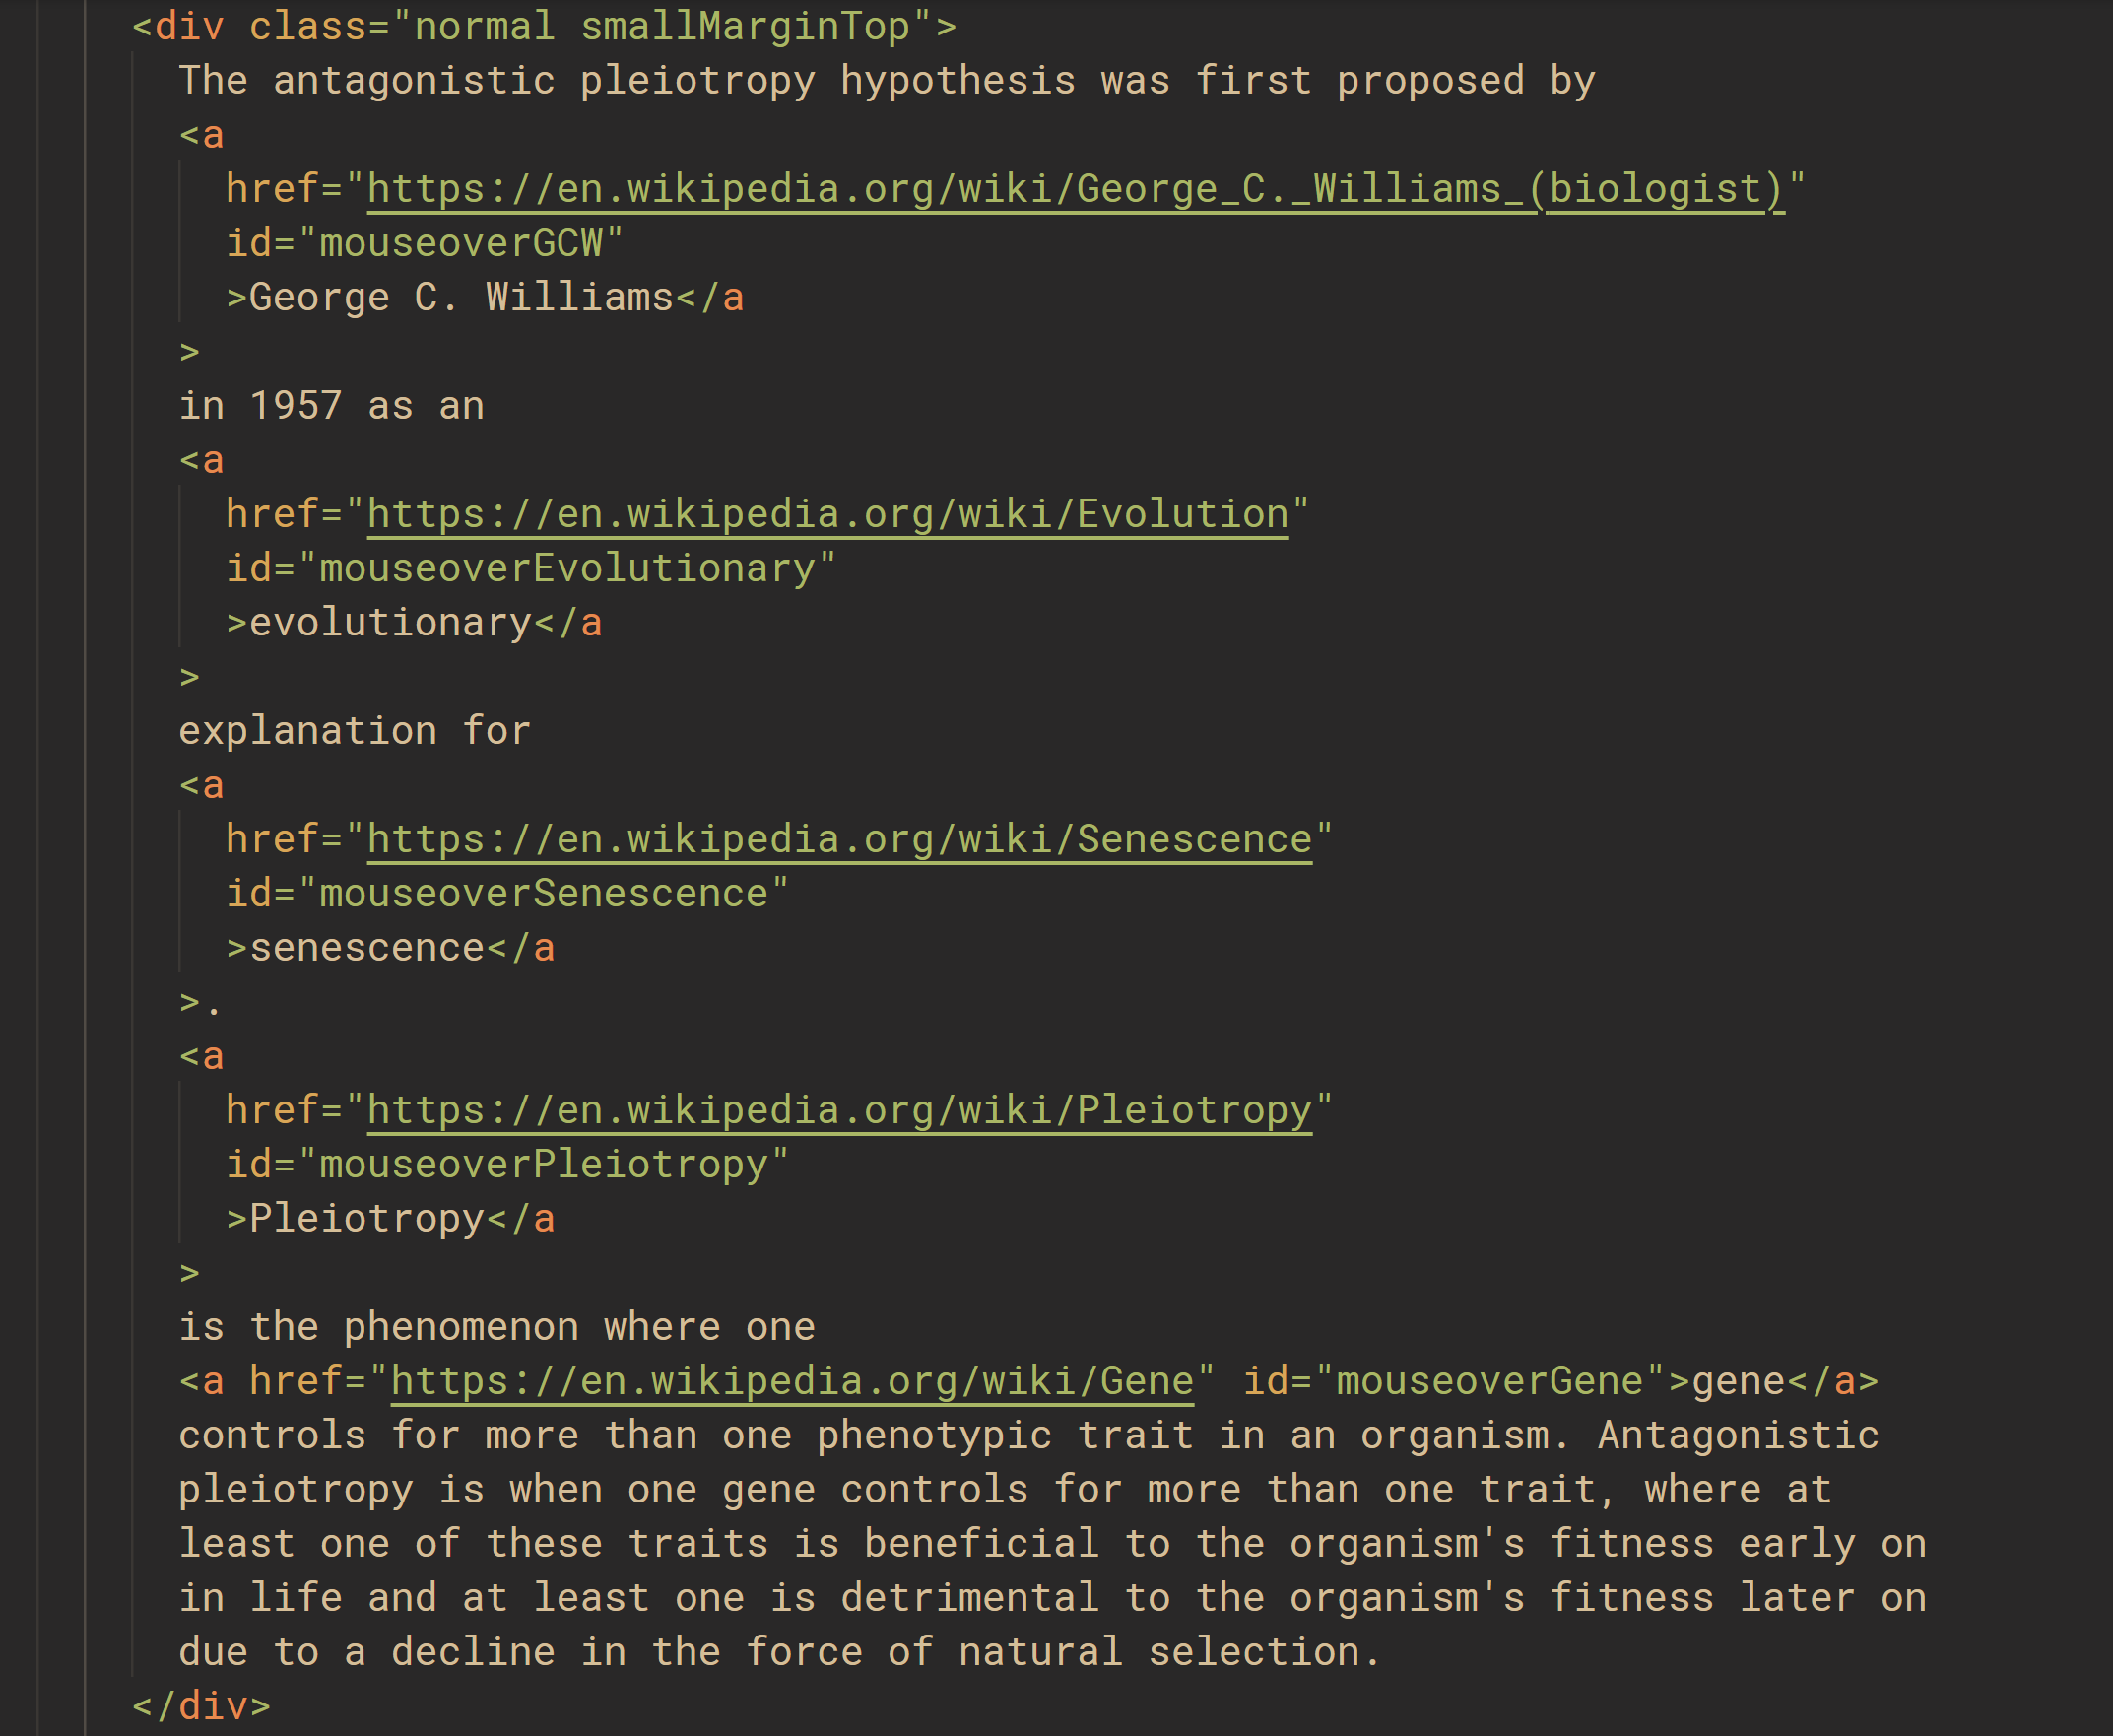 <div class="normal smallMarginTop">
The antagonistic pleiotropy hypothesis was first proposed by
<a
href="https://en.wikipedia.org/wiki/George_C._Williams_(biologist)"
id="mouseoverGCW"
>George C. Williams</a
>
in 1957 as an
<a
href="https://en.wikipedia.org/wiki/Evolution"
id="mouseoverEvolutionary"
>evolutionary</a
>
explanation for
<a
href="https://en.wikipedia.org/wiki/Senescence"
id="mouseoverSenescence"
>senescence</a
>.
<a
href="https://en.wikipedia.org/wiki/Pleiotropy"
id="mouseoverPleiotropy"
>Pleiotropy</a
>
is the phenomenon where one
<a href="https://en.wikipedia.org/wiki/Gene" id="mouseoverGene">gene</a>
controls for more than one phenotypic trait in an organism. Antagonistic
pleiotropy is when one gene controls for more than one trait, where at
least one of these traits is beneficial to the organism's fitness early on
in life and at least one is detrimental to the organism's fitness later on
due to a decline in the force of natural selection.
</div>